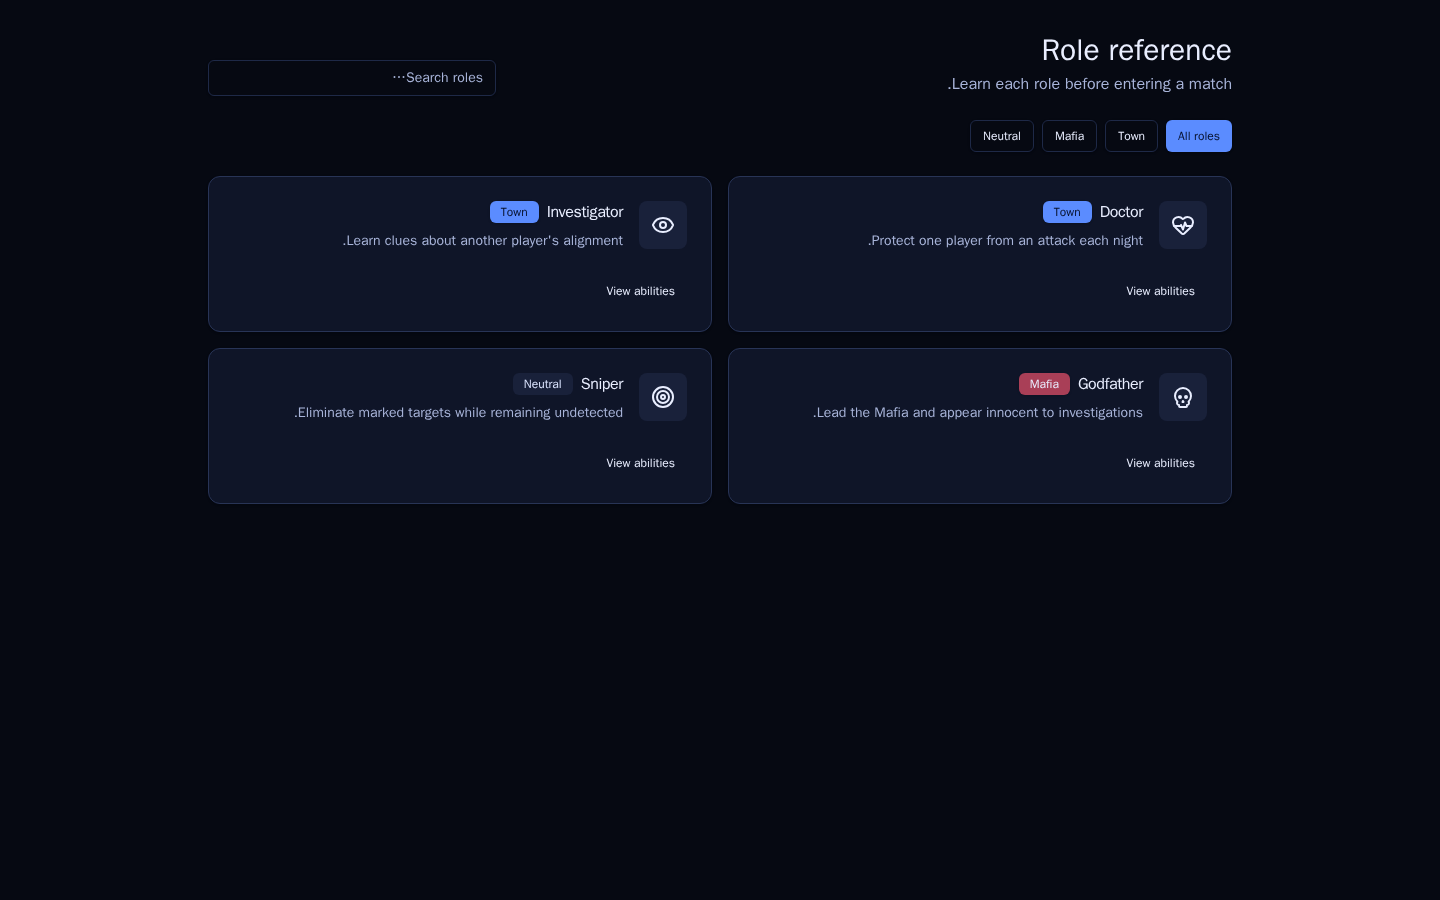 Role reference
Learn each role before entering a match.
Search roles…
All roles
Town
Mafia
Neutral
Doctor
Town
Protect one player from an attack each night.
View abilities
Investigator
Town
Learn clues about another player's alignment.
View abilities
Godfather
Mafia
Lead the Mafia and appear innocent to investigations.
View abilities
Sniper
Neutral
Eliminate marked targets while remaining undetected.
View abilities